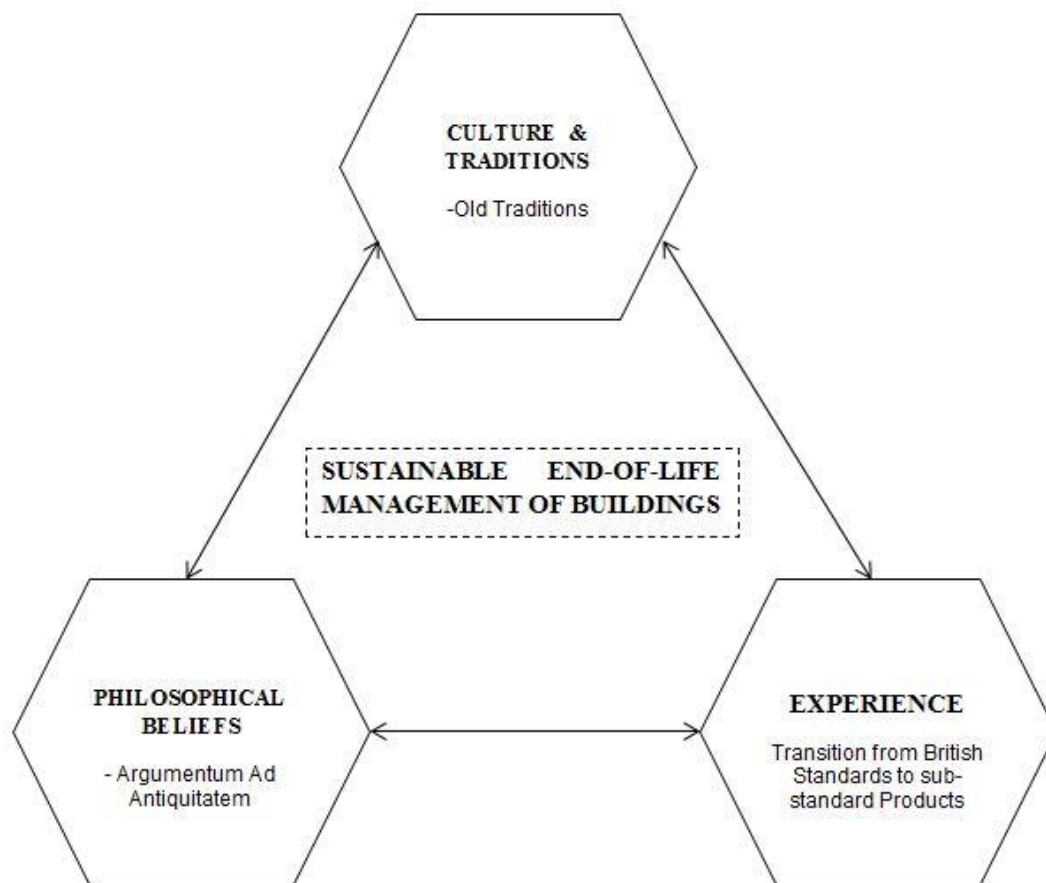 CULTURE &
TRADITIONS
-Old Traditions
SUSTAINABLE END-OF-LIFE
MANAGEMENT OF BUILDINGS
PHILOSOPHICAL
BELIEFS
- Argumentum Ad
Antiquitatem
EXPERIENCE
Transition from British
Standards to sub-
standard Products